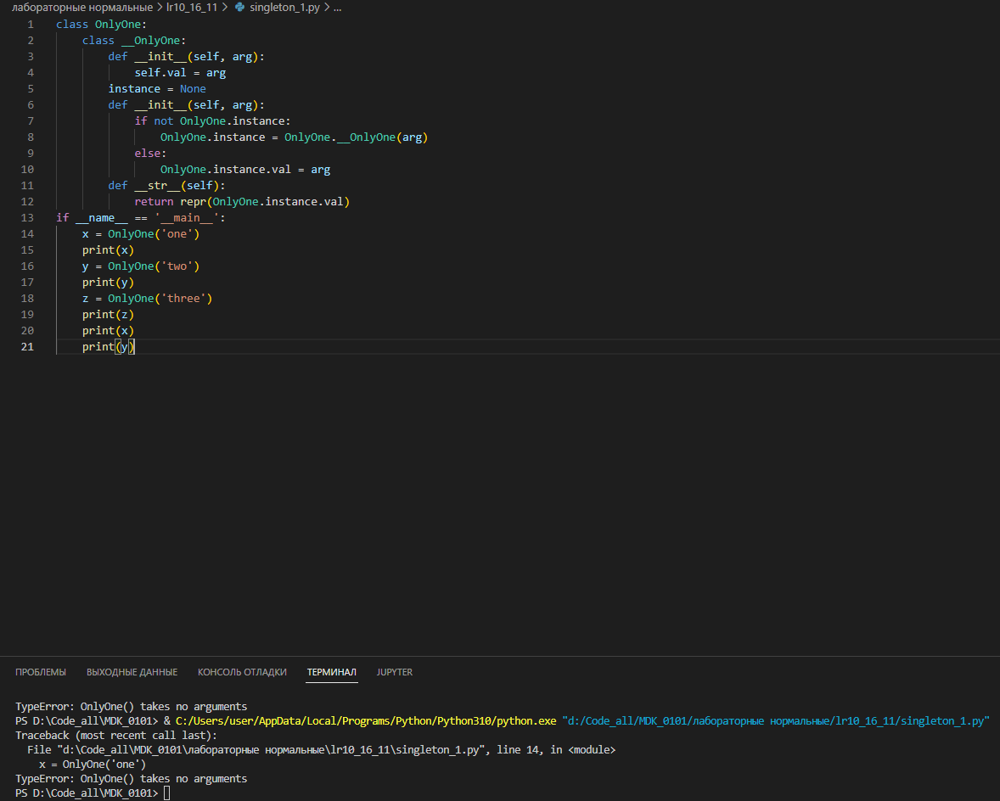 лабораторные нормальные > lr10_16_11 > singleton_1.py > ...
1 class OnlyOne:
2     class __OnlyOne:
3         def __init__(self, arg):
4             self.val = arg
5         instance = None
6         def __init__(self, arg):
7             if not OnlyOne.instance:
8                 OnlyOne.instance = OnlyOne.__OnlyOne(arg)
9             else:
10                 OnlyOne.instance.val = arg
11         def __str__(self):
12             return repr(OnlyOne.instance.val)
13 if __name__ == '__main__':
14     x = OnlyOne('one')
15     print(x)
16     y = OnlyOne('two')
17     print(y)
18     z = OnlyOne('three')
19     print(z)
20     print(x)
21     print(y)
ПРОБЛЕМЫ ВЫХОДНЫЕ ДАННЫЕ КОНСОЛЬ ОТЛАДКИ ТЕРМИНАЛ JUPYTER
TypeError: OnlyOne() takes no arguments
PS D:\Code_all\MDK_0101> & C:/Users/user/AppData/Local/Programs/Python/Python310/python.exe "d:/Code_all/MDK_0101/лабораторные нормальные/lr10_16_11/singleton_1.py"
Traceback (most recent call last):
  File "d:\Code_all\MDK_0101\лабораторные нормальные\lr10_16_11\singleton_1.py", line 14, in <module>
    x = OnlyOne('one')
TypeError: OnlyOne() takes no arguments
PS D:\Code_all\MDK_0101>